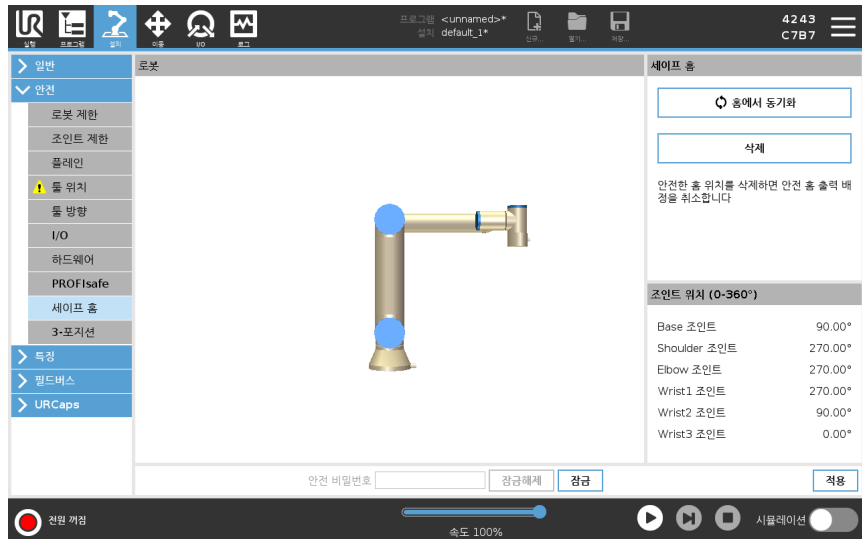 UR
실행
프로그램
설치
이동
I/O
로그
프로그램 <unnamed>*
설치 default_1*
신규...
열기...
저장...
4243
C7B7
일반
안전
로봇 제한
조인트 제한
플레인
툴 위치
툴 방향
I/O
하드웨어
PROFIsafe
세이프 홈
3-포지션
특징
필드버스
URCaps
로봇
세이프 홈
홈에서 동기화
삭제
안전한 홈 위치를 삭제하면 안전 홈 출력 배
정을 취소합니다
조인트 위치 (0-360°)
Base 조인트 90.00°
Shoulder 조인트 270.00°
Elbow 조인트 270.00°
Wrist1 조인트 270.00°
Wrist2 조인트 90.00°
Wrist3 조인트 0.00°
안전 비밀번호
잠금해제
잠금
적용
전원 꺼짐
속도 100%
시뮬레이션